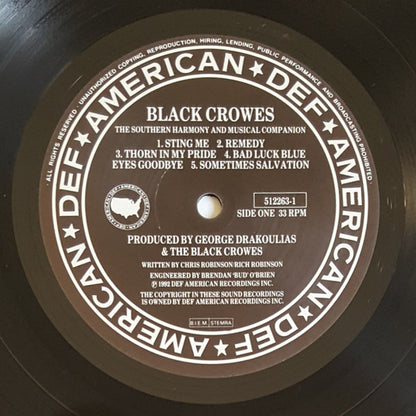 ALL RIGHTS RESERVED · UNAUTHORIZED COPYING, REPRODUCTION, HIRING, LENDING, PUBLIC PERFORMANCE AND BROADCASTING PROHIBITED ·
DEF ★ AMERICAN ★ DEF ★ AMERICAN ★ DEF ★ AMERICAN ★ DEF ★ AMERICAN ★
BLACK CROWES
THE SOUTHERN HARMONY AND MUSICAL COMPANION
1. STING ME 2. REMEDY
3. THORN IN MY PRIDE 4. BAD LUCK BLUE
EYES GOODBYE 5. SOMETIMES SALVATION
512263-1
SIDE ONE 33 RPM
PRODUCED BY GEORGE DRAKOULIAS
& THE BLACK CROWES
WRITTEN BY CHRIS ROBINSON/RICH ROBINSON
ENGINEERED BY BRENDAN 'BUD' O'BRIEN
℗ 1992 DEF AMERICAN RECORDINGS INC.
THE COPYRIGHT IN THESE SOUND RECORDINGS
IS OWNED BY DEF AMERICAN RECORDINGS INC.
B.I.E.M. STEMRA